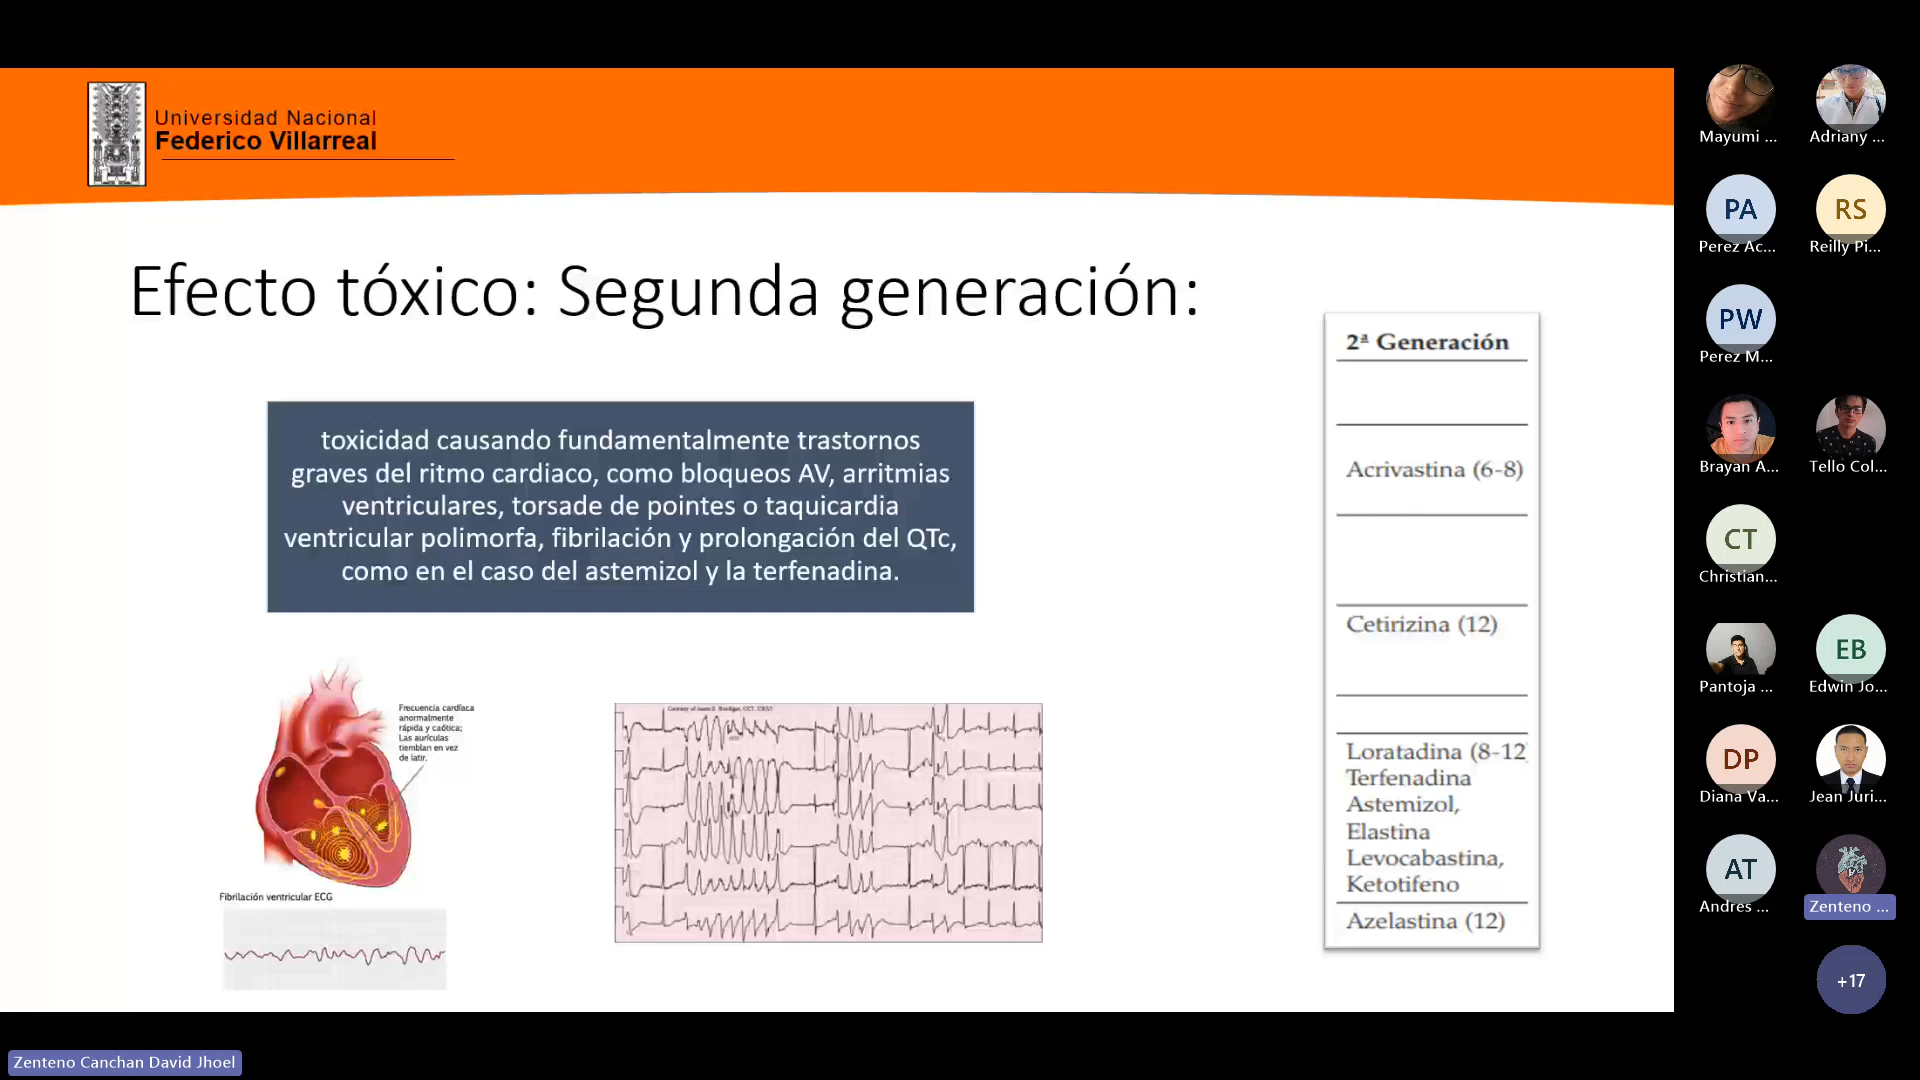 Universidad Nacional
Federico Villarreal
Efecto tóxico: Segunda generación:
toxicidad causando fundamentalmente trastornos
graves del ritmo cardiaco, como bloqueos AV, arritmias
ventriculares, torsade de pointes o taquicardia
ventricular polimorfa, fibrilación y prolongación del QTc,
como en el caso del astemizol y la terfenadina.
Frecuencia cardíaca
anormalmente
rápida y caótica;
Las aurículas
tiemblan en vez
de latir.
Fibrilación ventricular ECG
2ª Generación
Acrivastina (6-8)
Cetirizina (12)
Loratadina (8-12
Terfenadina
Astemizol,
Elastina
Levocabastina,
Ketotifeno
Azelastina (12)
Mayumi ...
Adriany ...
PA
Perez Ac...
RS
Reilly Pi...
PW
Perez M...
Brayan A...
Tello Col...
CT
Christian...
Pantoja ...
EB
Edwin Jo...
DP
Diana Va...
Jean Juri...
AT
Andres ...
Zenteno ...
+17
Zenteno Canchan David Jhoel